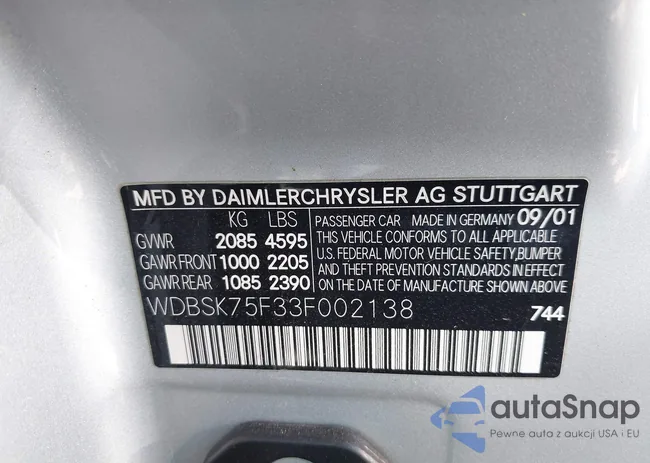 MFD BY DAIMLERCHRYSLER AG STUTTGART
KG LBS
GVWR 2085 4595
GAWR FRONT 1000 2205
GAWR REAR 1085 2390
PASSENGER CAR MADE IN GERMANY 09/01
THIS VEHICLE CONFORMS TO ALL APPLICABLE
U.S. FEDERAL MOTOR VEHICLE SAFETY,BUMPER
AND THEFT PREVENTION STANDARDS IN EFFECT
ON THE DATE OF MANUFACTURE SHOWN ABOVE.
WDBSK75F33F002138 744
autaSnap
Pewne auta z aukcji USA i EU